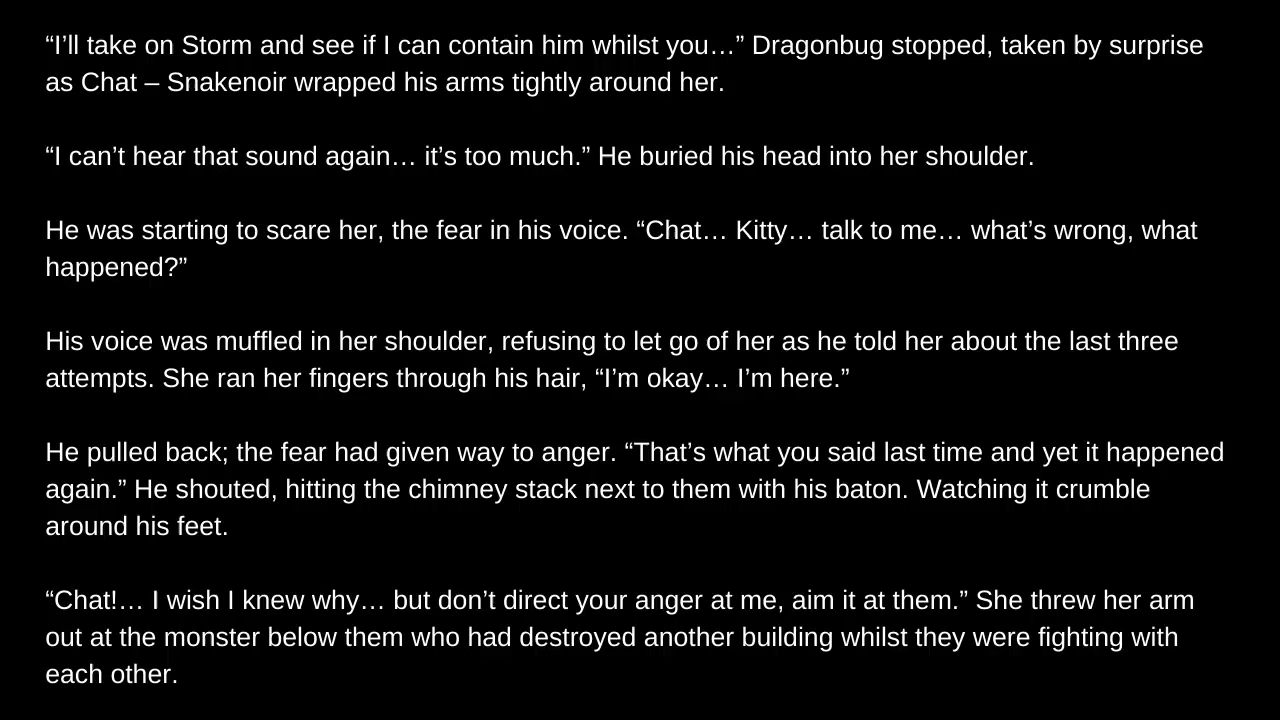 “I’ll take on Storm and see if I can contain him whilst you…” Dragonbug stopped, taken by surprise
as Chat – Snakenoir wrapped his arms tightly around her.
“I can’t hear that sound again… it’s too much.” He buried his head into her shoulder.
He was starting to scare her, the fear in his voice. “Chat… Kitty… talk to me… what’s wrong, what
happened?”
His voice was muffled in her shoulder, refusing to let go of her as he told her about the last three
attempts. She ran her fingers through his hair, “I’m okay… I’m here.”
He pulled back; the fear had given way to anger. “That’s what you said last time and yet it happened
again.” He shouted, hitting the chimney stack next to them with his baton. Watching it crumble
around his feet.
“Chat!… I wish I knew why… but don’t direct your anger at me, aim it at them.” She threw her arm
out at the monster below them who had destroyed another building whilst they were fighting with
each other.